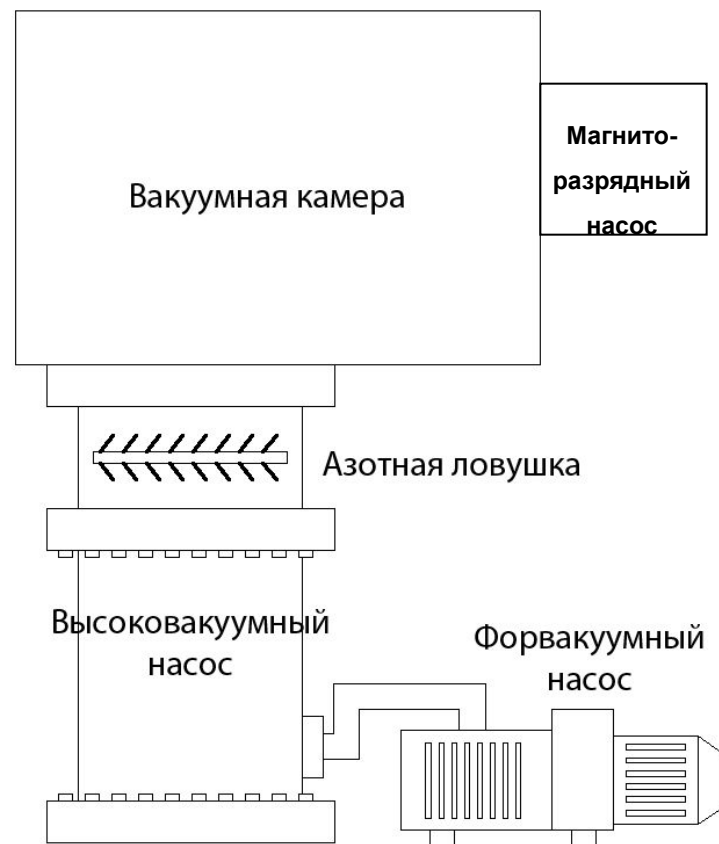 Вакуумная камера
Магнито-
разрядный
насос
Азотная ловушка
Высоковакуумный
насос
Форвакуумный
насос